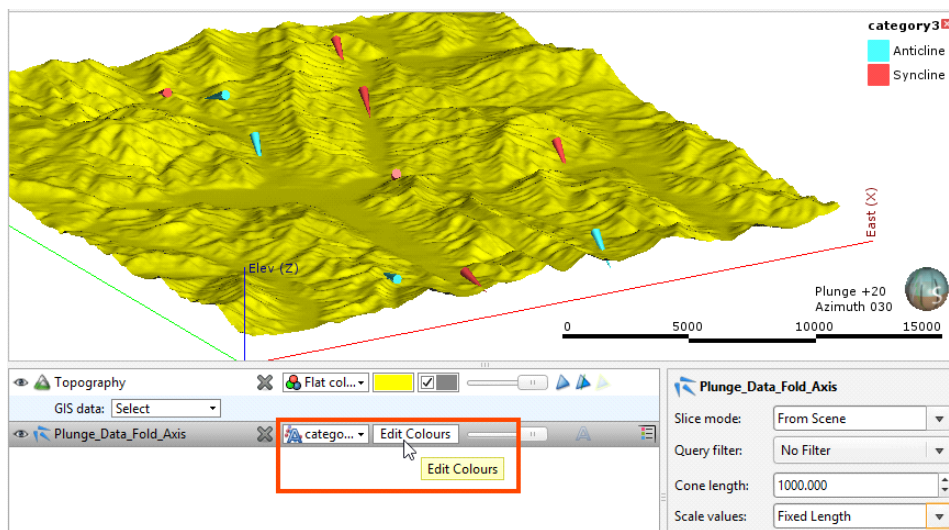 category3
Anticline
Syncline
East (X)
Elev (Z)
Plunge +20
Azimuth 030
0 5000 10000 15000
Topography Flat col...
GIS data: Select
Plunge_Data_Fold_Axis catego... Edit Colours
Edit Colours
Plunge_Data_Fold_Axis
Slice mode: From Scene
Query filter: No Filter
Cone length: 1000.000
Scale values: Fixed Length